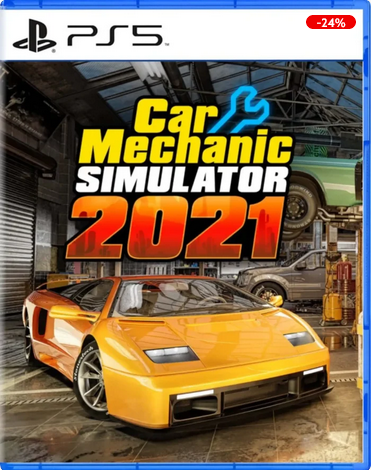 PS5
-24%
Car
Mechanic
SIMULATOR
2021